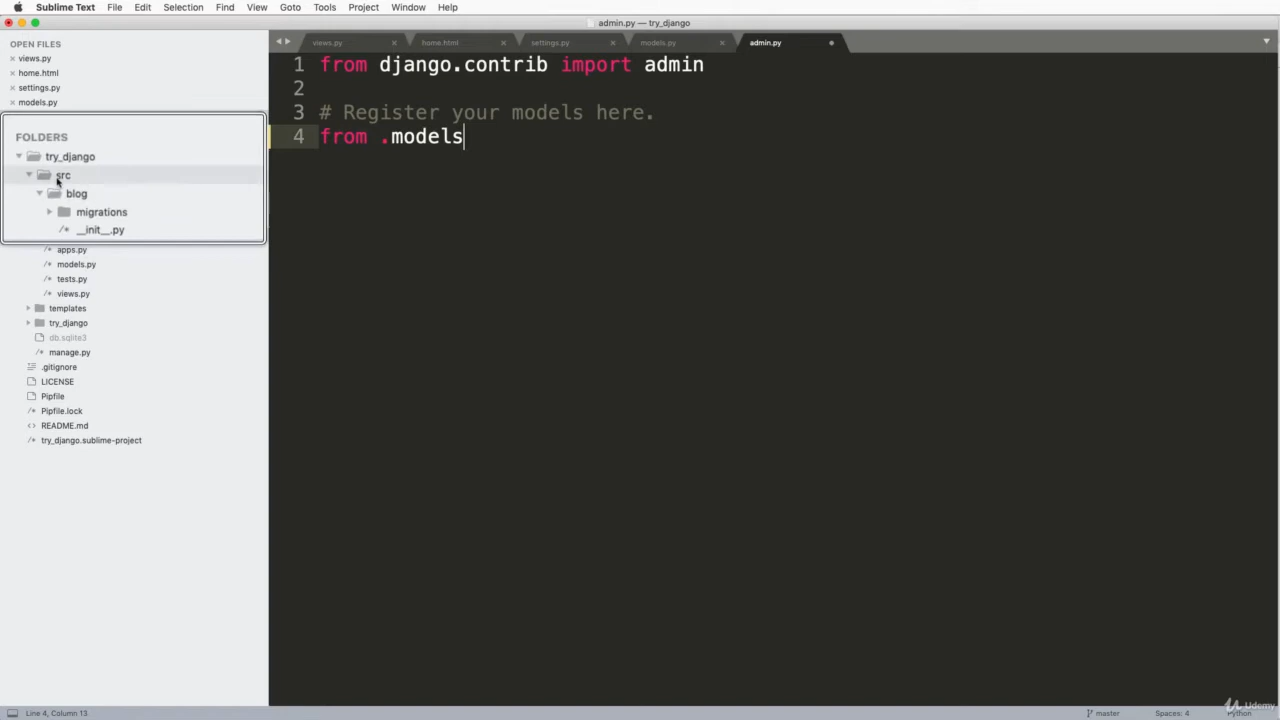 Sublime Text File Edit Selection Find View Goto Tools Project Window Help
admin.py — try_django
OPEN FILES
views.py
home.html
settings.py
models.py
FOLDERS
try_django
src
blog
migrations
__init__.py
apps.py
models.py
tests.py
views.py
templates
try_django
db.sqlite3
manage.py
.gitignore
LICENSE
Pipfile
Pipfile.lock
README.md
try_django.sublime-project
views.py home.html settings.py models.py admin.py
1 from django.contrib import admin
2
3 # Register your models here.
4 from .models
Line 4, Column 13 master Spaces: 4 Python
Udemy